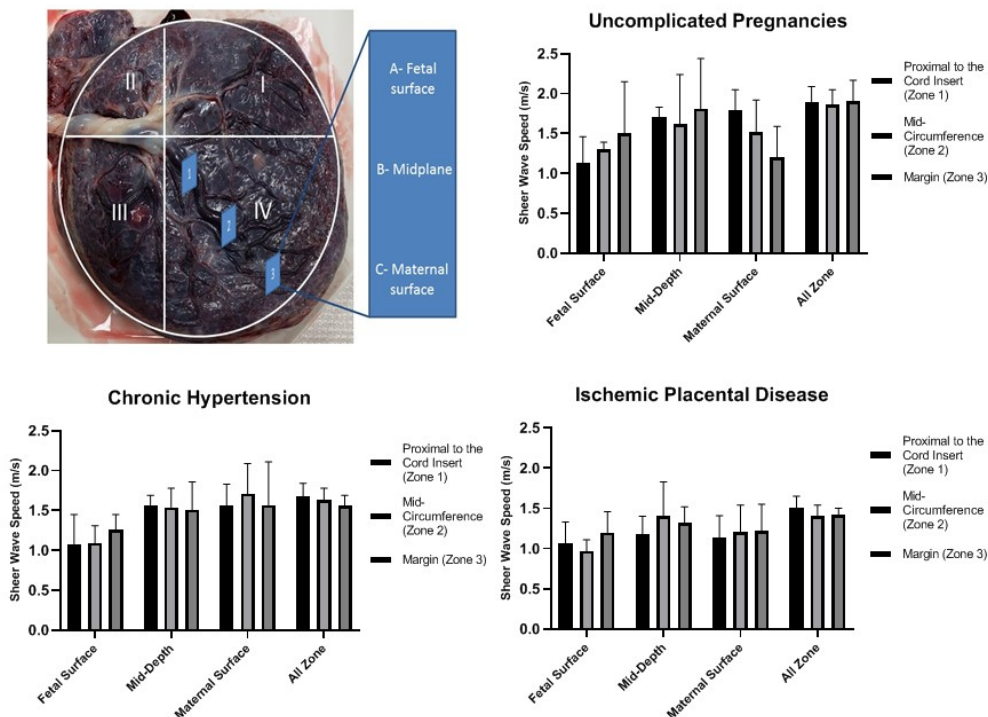 II
I
III
IV
1
2
3
A- Fetal
surface
B- Midplane
C- Maternal
surface
Uncomplicated Pregnancies
Sheer Wave Speed (m/s)
2.5
2.0
1.5
1.0
0.5
0.0
Fetal Surface
Mid-Depth
Maternal Surface
All Zone
Proximal to the
Cord Insert
(Zone 1)
Mid-
Circumference
(Zone 2)
Margin (Zone 3)
Chronic Hypertension
Sheer Wave Speed (m/s)
2.5
2.0
1.5
1.0
0.5
0.0
Fetal Surface
Mid-Depth
Maternal Surface
All Zone
Proximal to the
Cord Insert
(Zone 1)
Mid-
Circumference
(Zone 2)
Margin (Zone 3)
Ischemic Placental Disease
Sheer Wave Speed (m/s)
2.5
2.0
1.5
1.0
0.5
0.0
Fetal Surface
Mid-Depth
Maternal Surface
All Zone
Proximal to the
Cord Insert
(Zone 1)
Mid-
Circumference
(Zone 2)
Margin (Zone 3)